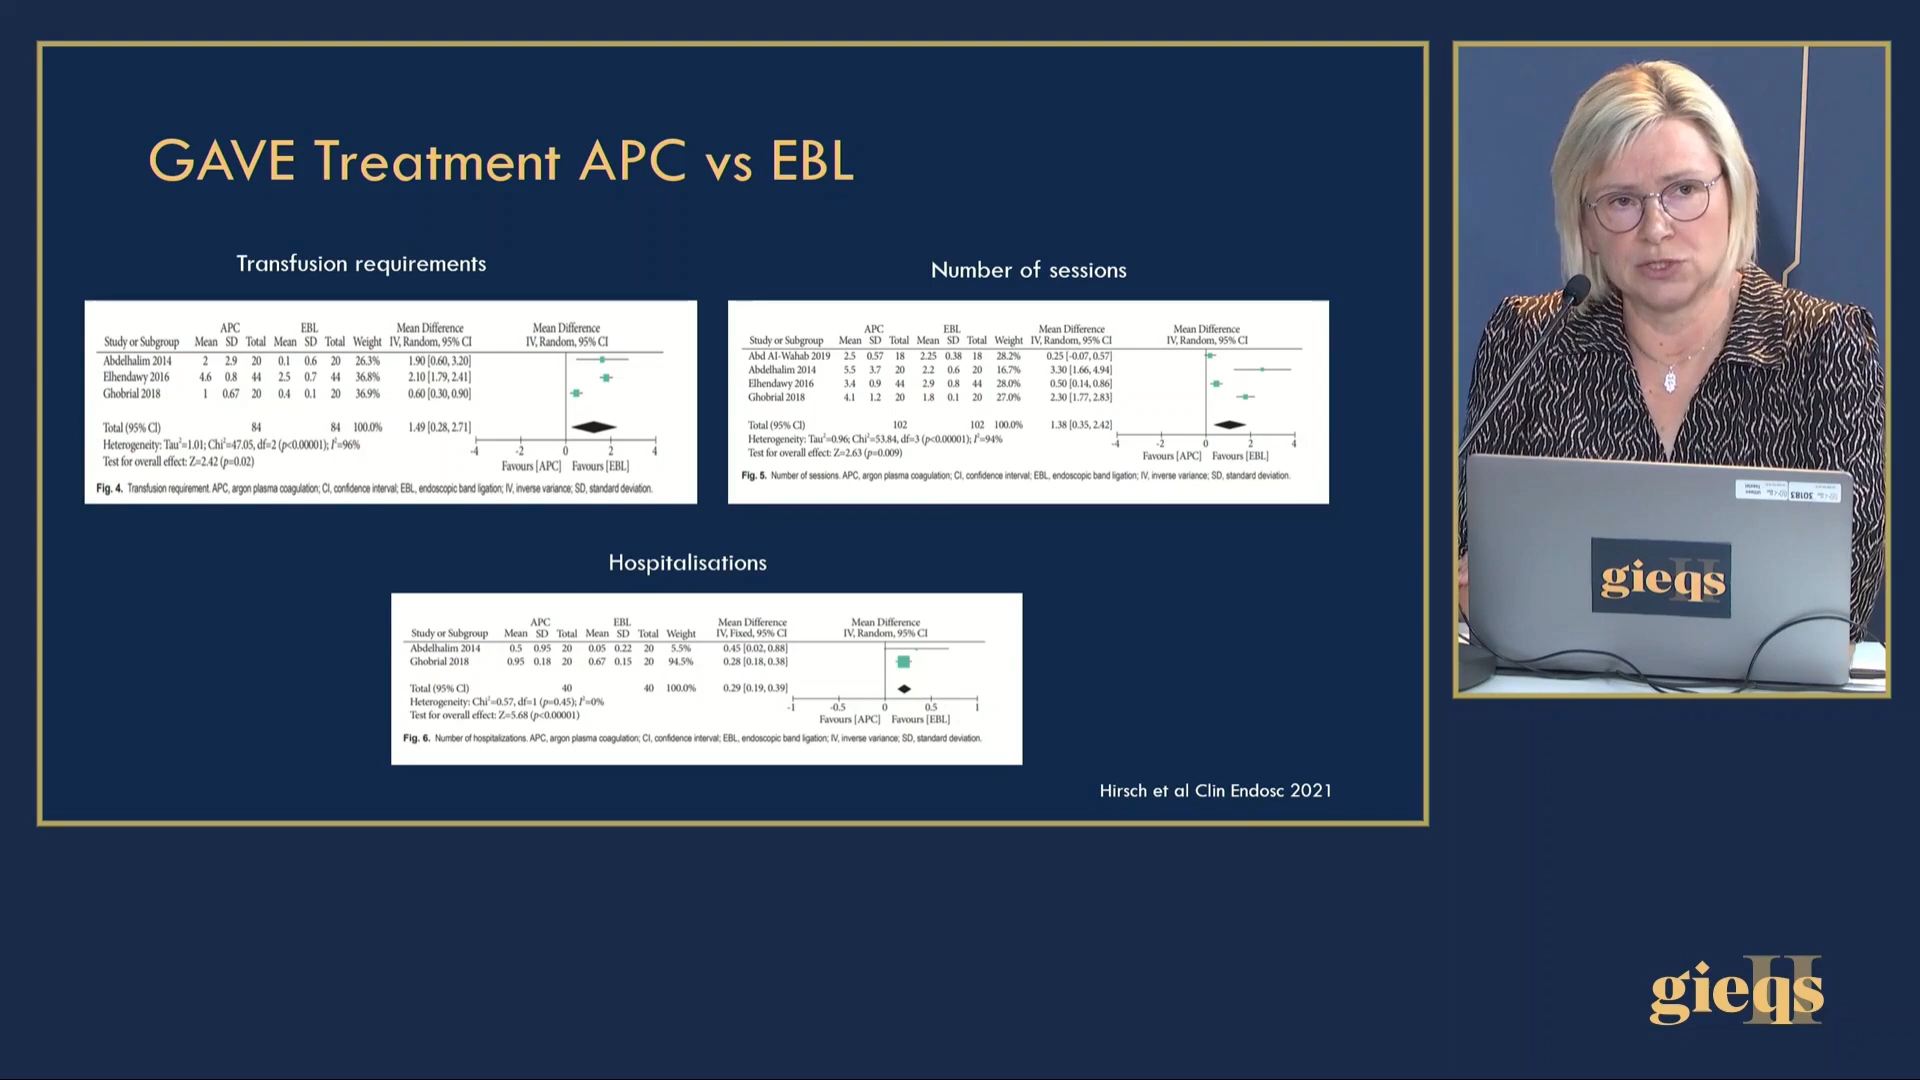 GAVE Treatment APC vs EBL
Transfusion requirements
APC EBL Mean Difference Mean Difference
Study or Subgroup Mean SD Total Mean SD Total Weight IV, Random, 95% CI IV, Random, 95% CI
Abdelhalim 2014 2 2.9 20 0.1 0.6 20 26.3% 1.90 [0.60, 3.20]
Elhendawy 2016 4.6 0.8 44 2.5 0.7 44 36.8% 2.10 [1.79, 2.41]
Ghobrial 2018 1 0.67 20 0.4 0.1 20 36.9% 0.60 [0.30, 0.90]
Total (95% CI) 84 84 100.0% 1.49 [0.28, 2.71]
Heterogeneity: Tau²=1.01; Chi²=47.05, df=2 (p<0.00001); I²=96%
Test for overall effect: Z=2.42 (p=0.02)
-4 -2 0 2 4
Favours [APC] Favours [EBL]
Fig. 4. Transfusion requirement. APC, argon plasma coagulation; CI, confidence interval; EBL, endoscopic band ligation; IV, inverse variance; SD, standard deviation.
Number of sessions
APC EBL Mean Difference Mean Difference
Study or Subgroup Mean SD Total Mean SD Total Weight IV, Random, 95% CI IV, Random, 95% CI
Abd Al-Wahab 2019 2.5 0.57 18 2.25 0.38 18 28.2% 0.25 [-0.07, 0.57]
Abdelhalim 2014 5.5 3.7 20 2.2 0.6 20 16.7% 3.30 [1.66, 4.94]
Elhendawy 2016 3.4 0.9 44 2.9 0.8 44 28.0% 0.50 [0.14, 0.86]
Ghobrial 2018 4.1 1.2 20 1.8 0.1 20 27.0% 2.30 [1.77, 2.83]
Total (95% CI) 102 102 100.0% 1.38 [0.35, 2.42]
Heterogeneity: Tau²=0.96; Chi²=53.84, df=3 (p<0.00001); I²=94%
Test for overall effect: Z=2.63 (p=0.009)
-4 -2 0 2 4
Favours [APC] Favours [EBL]
Fig. 5. Number of sessions. APC, argon plasma coagulation; CI, confidence interval; EBL, endoscopic band ligation; IV, inverse variance; SD, standard deviation.
Hospitalisations
APC EBL Mean Difference Mean Difference
Study or Subgroup Mean SD Total Mean SD Total Weight IV, Fixed, 95% CI IV, Random, 95% CI
Abdelhalim 2014 0.5 0.95 20 0.05 0.22 20 5.5% 0.45 [0.02, 0.88]
Ghobrial 2018 0.95 0.18 20 0.67 0.15 20 94.5% 0.28 [0.18, 0.38]
Total (95% CI) 40 40 100.0% 0.29 [0.19, 0.39]
Heterogeneity: Chi²=0.57, df=1 (p=0.45); I²=0%
Test for overall effect: Z=5.68 (p<0.00001)
-1 -0.5 0 0.5 1
Favours [APC] Favours [EBL]
Fig. 6. Number of hospitalizations. APC, argon plasma coagulation; CI, confidence interval; EBL, endoscopic band ligation; IV, inverse variance; SD, standard deviation.
Hirsch et al Clin Endosc 2021
gieqs II
gieqs II